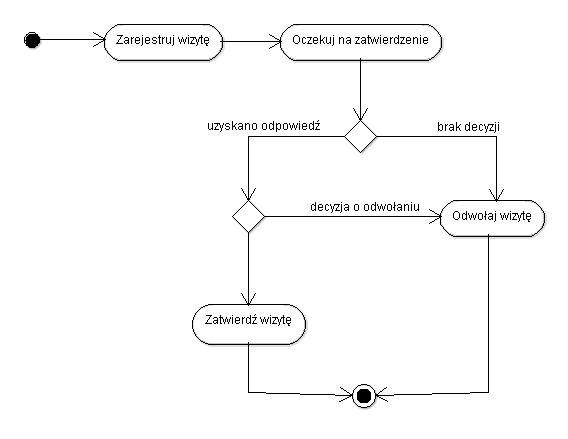 Zarejestruj wizytę
Oczekuj na zatwierdzenie
uzyskano odpowiedź
brak decyzji
decyzja o odwołaniu
Odwołaj wizytę
Zatwierdź wizytę